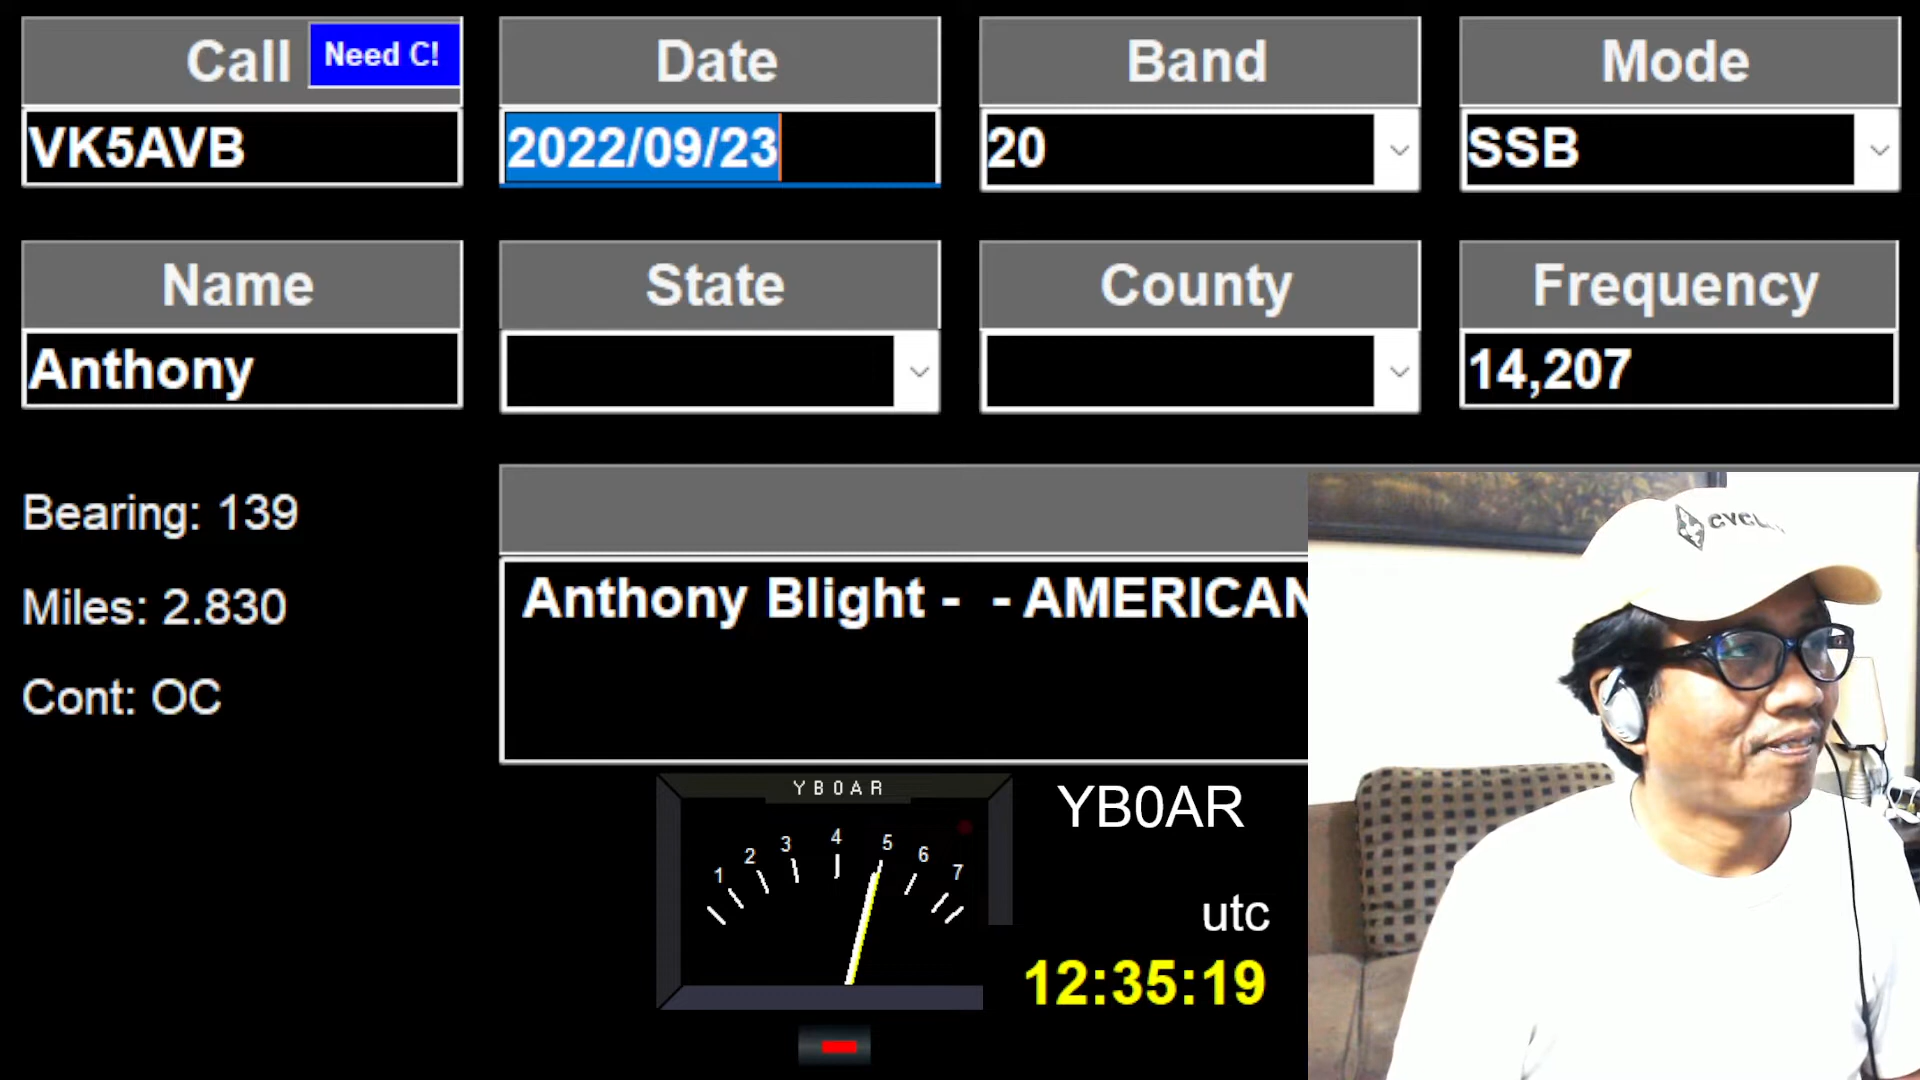 Call Need C! Date Band Mode
VK5AVB 2022/09/23 20 SSB
Name State County Frequency
Anthony 14,207
Bearing: 139
Miles: 2.830
Cont: OC
Anthony Blight - - AMERICAN
YB0AR
1 2 3 4 5 6 7
YB0AR
utc
12:35:19